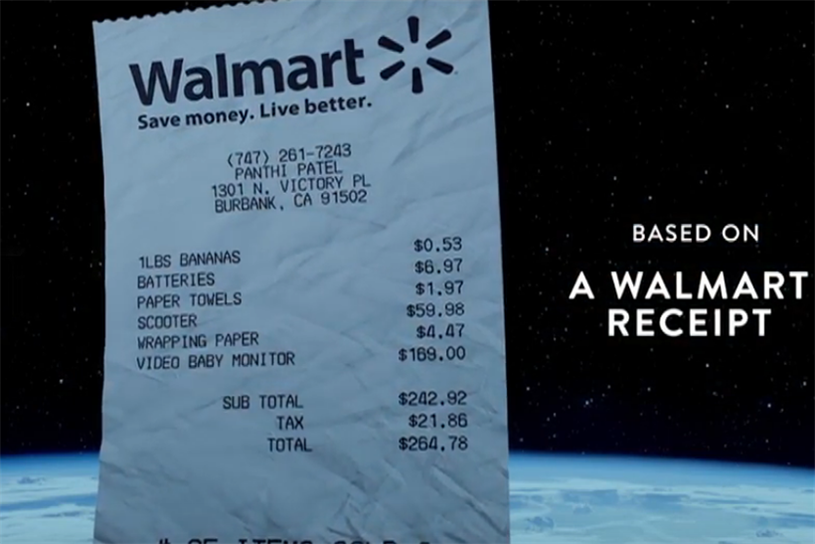 Walmart
Save money. Live better.
(747) 261-7243
PANTHI PATEL
1301 N. VICTORY PL
BURBANK, CA 91502
1LBS BANANAS $0.53
BATTERIES $6.97
PAPER TOWELS $1.97
SCOOTER $59.98
WRAPPING PAPER $4.47
VIDEO BABY MONITOR $169.00
SUB TOTAL $242.92
TAX $21.86
TOTAL $264.78
BASED ON
A WALMART
RECEIPT